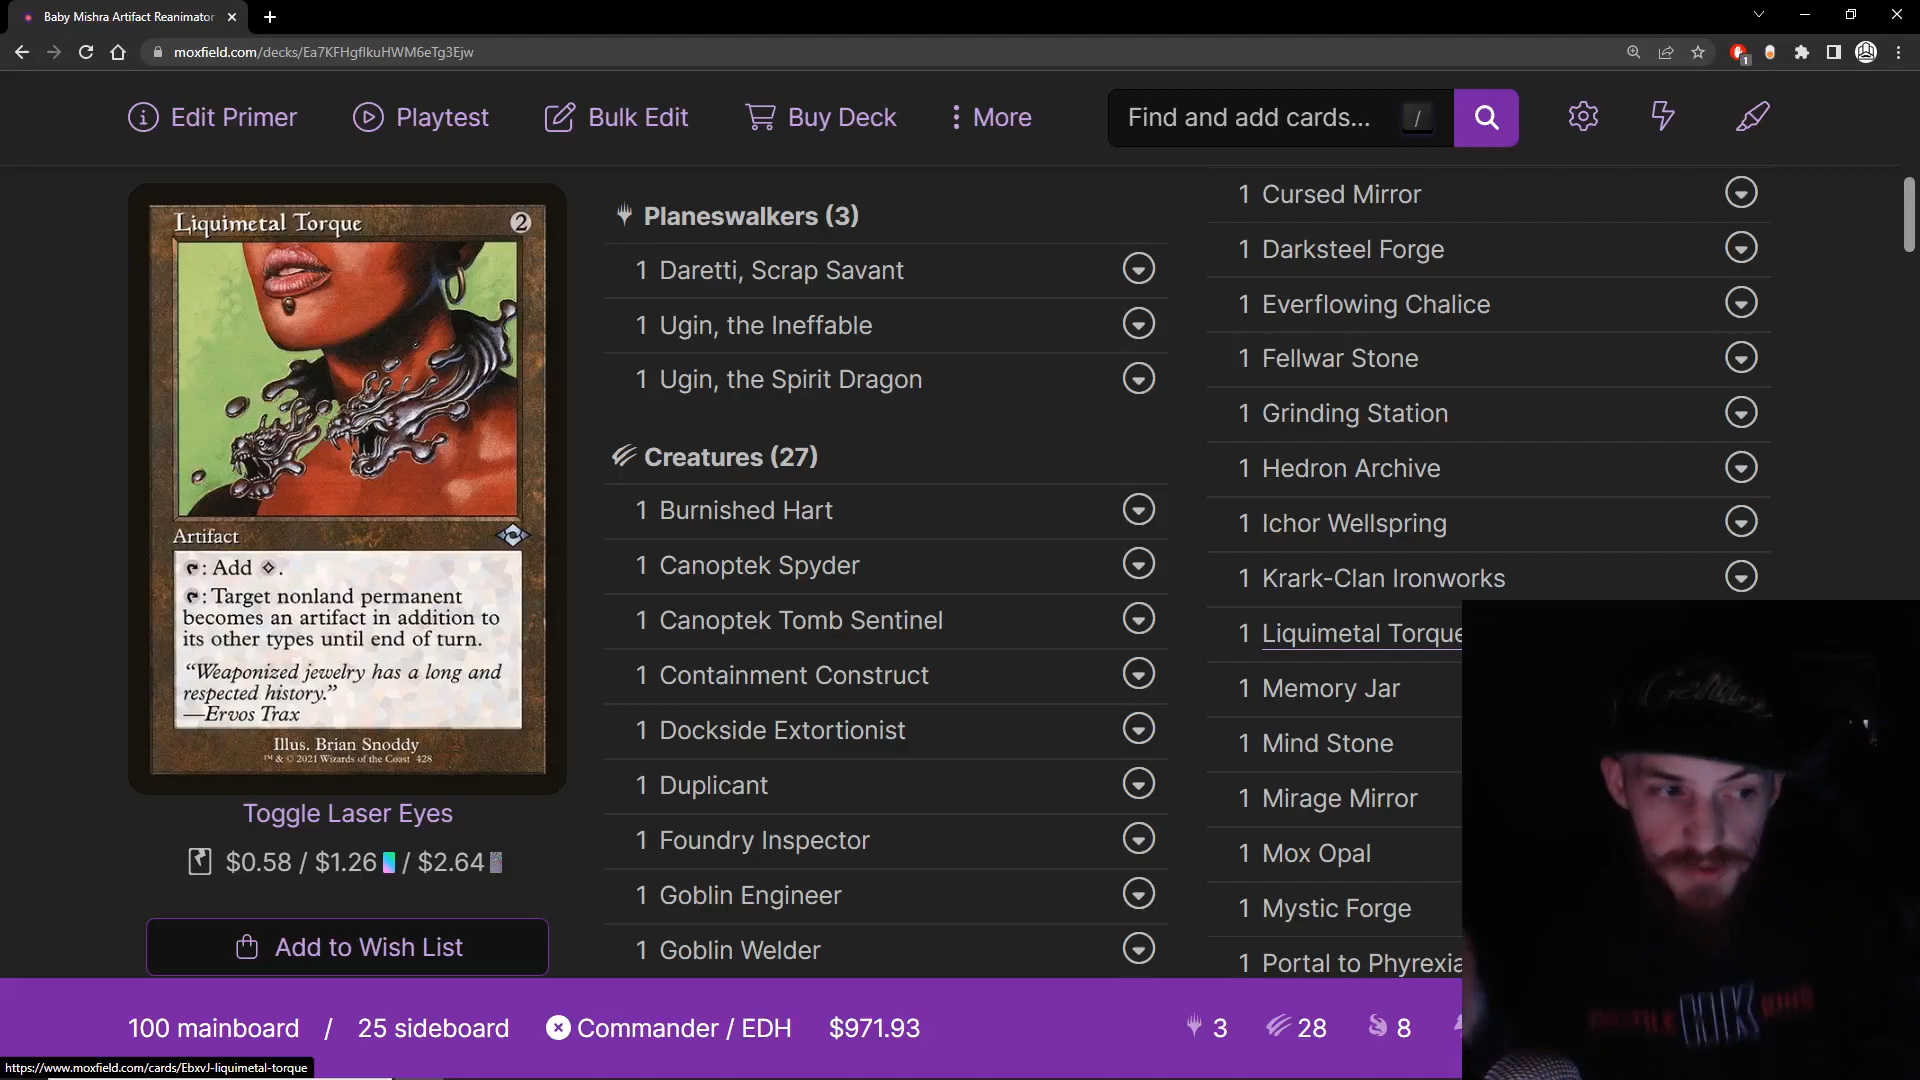 Baby Mishra Artifact Reanimator
moxfield.com/decks/Ea7KFHgflkuHWM6eTg3Ejw
1
Edit Primer
Playtest
Bulk Edit
Buy Deck
More
Find and add cards...
/
Liquimetal Torque
2
Artifact
: Add .
: Target nonland permanent
becomes an artifact in addition to
its other types until end of turn.
“Weaponized jewelry has a long and
respected history.”
—Ervos Trax
Illus. Brian Snoddy
™ & © 2021 Wizards of the Coast 428
Toggle Laser Eyes
$0.58 / $1.26 / $2.64
Add to Wish List
Planeswalkers (3)
1 Daretti, Scrap Savant
1 Ugin, the Ineffable
1 Ugin, the Spirit Dragon
Creatures (27)
1 Burnished Hart
1 Canoptek Spyder
1 Canoptek Tomb Sentinel
1 Containment Construct
1 Dockside Extortionist
1 Duplicant
1 Foundry Inspector
1 Goblin Engineer
1 Goblin Welder
1 Cursed Mirror
1 Darksteel Forge
1 Everflowing Chalice
1 Fellwar Stone
1 Grinding Station
1 Hedron Archive
1 Ichor Wellspring
1 Krark-Clan Ironworks
1 Liquimetal Torque
1 Memory Jar
1 Mind Stone
1 Mirage Mirror
1 Mox Opal
1 Mystic Forge
1 Portal to Phyrexia
100 mainboard / 25 sideboard
Commander / EDH
$971.93
3
28
8
https://www.moxfield.com/cards/EbxvJ-liquimetal-torque